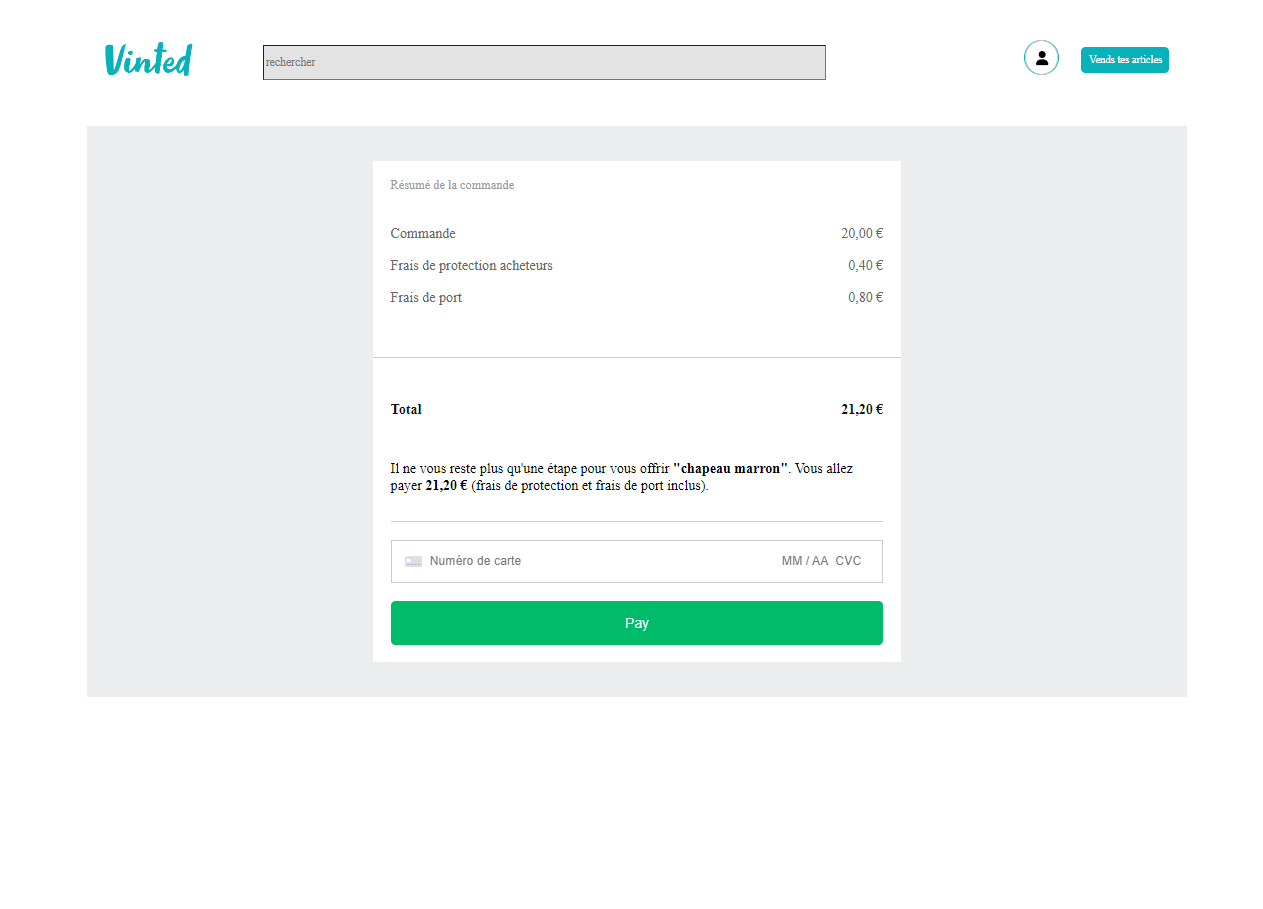 Vinted
rechercher
Vends tes articles
Résumé de la commande
Commande 20,00 €
Frais de protection acheteurs 0,40 €
Frais de port 0,80 €
Total 21,20 €
Il ne vous reste plus qu'une étape pour vous offrir "chapeau marron". Vous allez
payer 21,20 € (frais de protection et frais de port inclus).
Numéro de carte MM / AA CVC
Pay